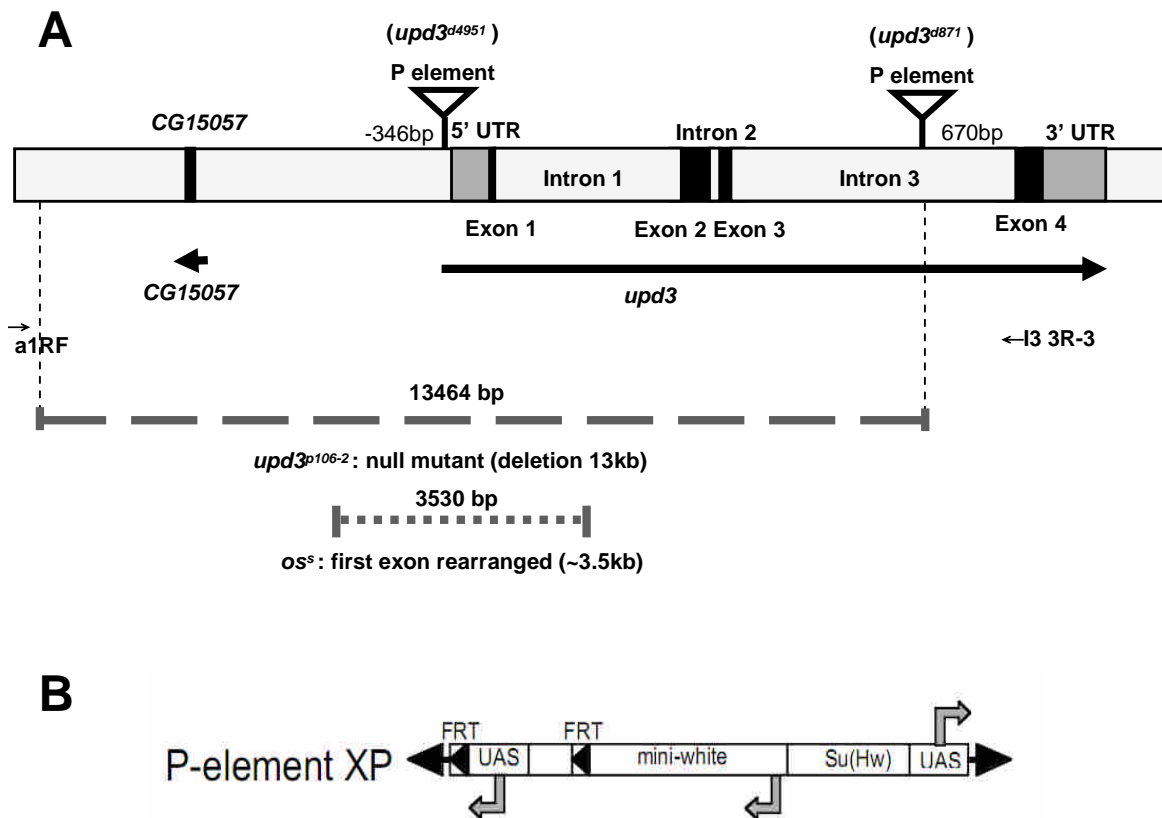 A
(upd3d4951)
(upd3d871)
P element
P element
CG15057
-346bp
5' UTR
Intron 2
670bp
3' UTR
Intron 1
Intron 3
Exon 1
Exon 2
Exon 3
Exon 4
CG15057
upd3
a1RF
I3 3R-3
13464 bp
upd3p106-2: null mutant (deletion 13kb)
3530 bp
oss: first exon rearranged (~3.5kb)
B
FRT
FRT
P-element XP
UAS
mini-white
Su(Hw)
UAS